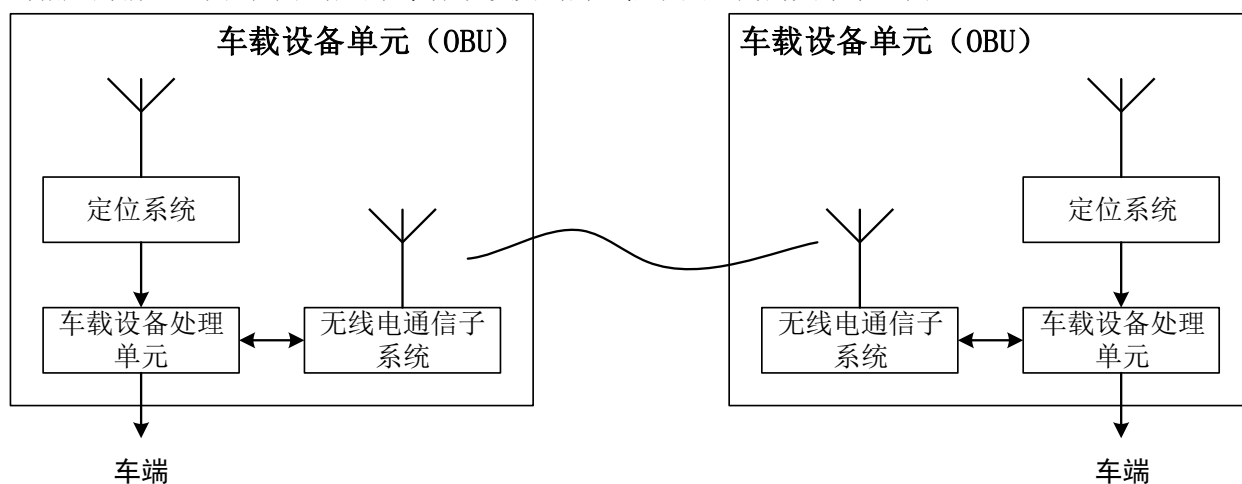 车载设备单元（OBU）
定位系统
车载设备处理
单元
无线电通信子
系统
车端
车载设备单元（OBU）
定位系统
无线电通信子
系统
车载设备处理
单元
车端